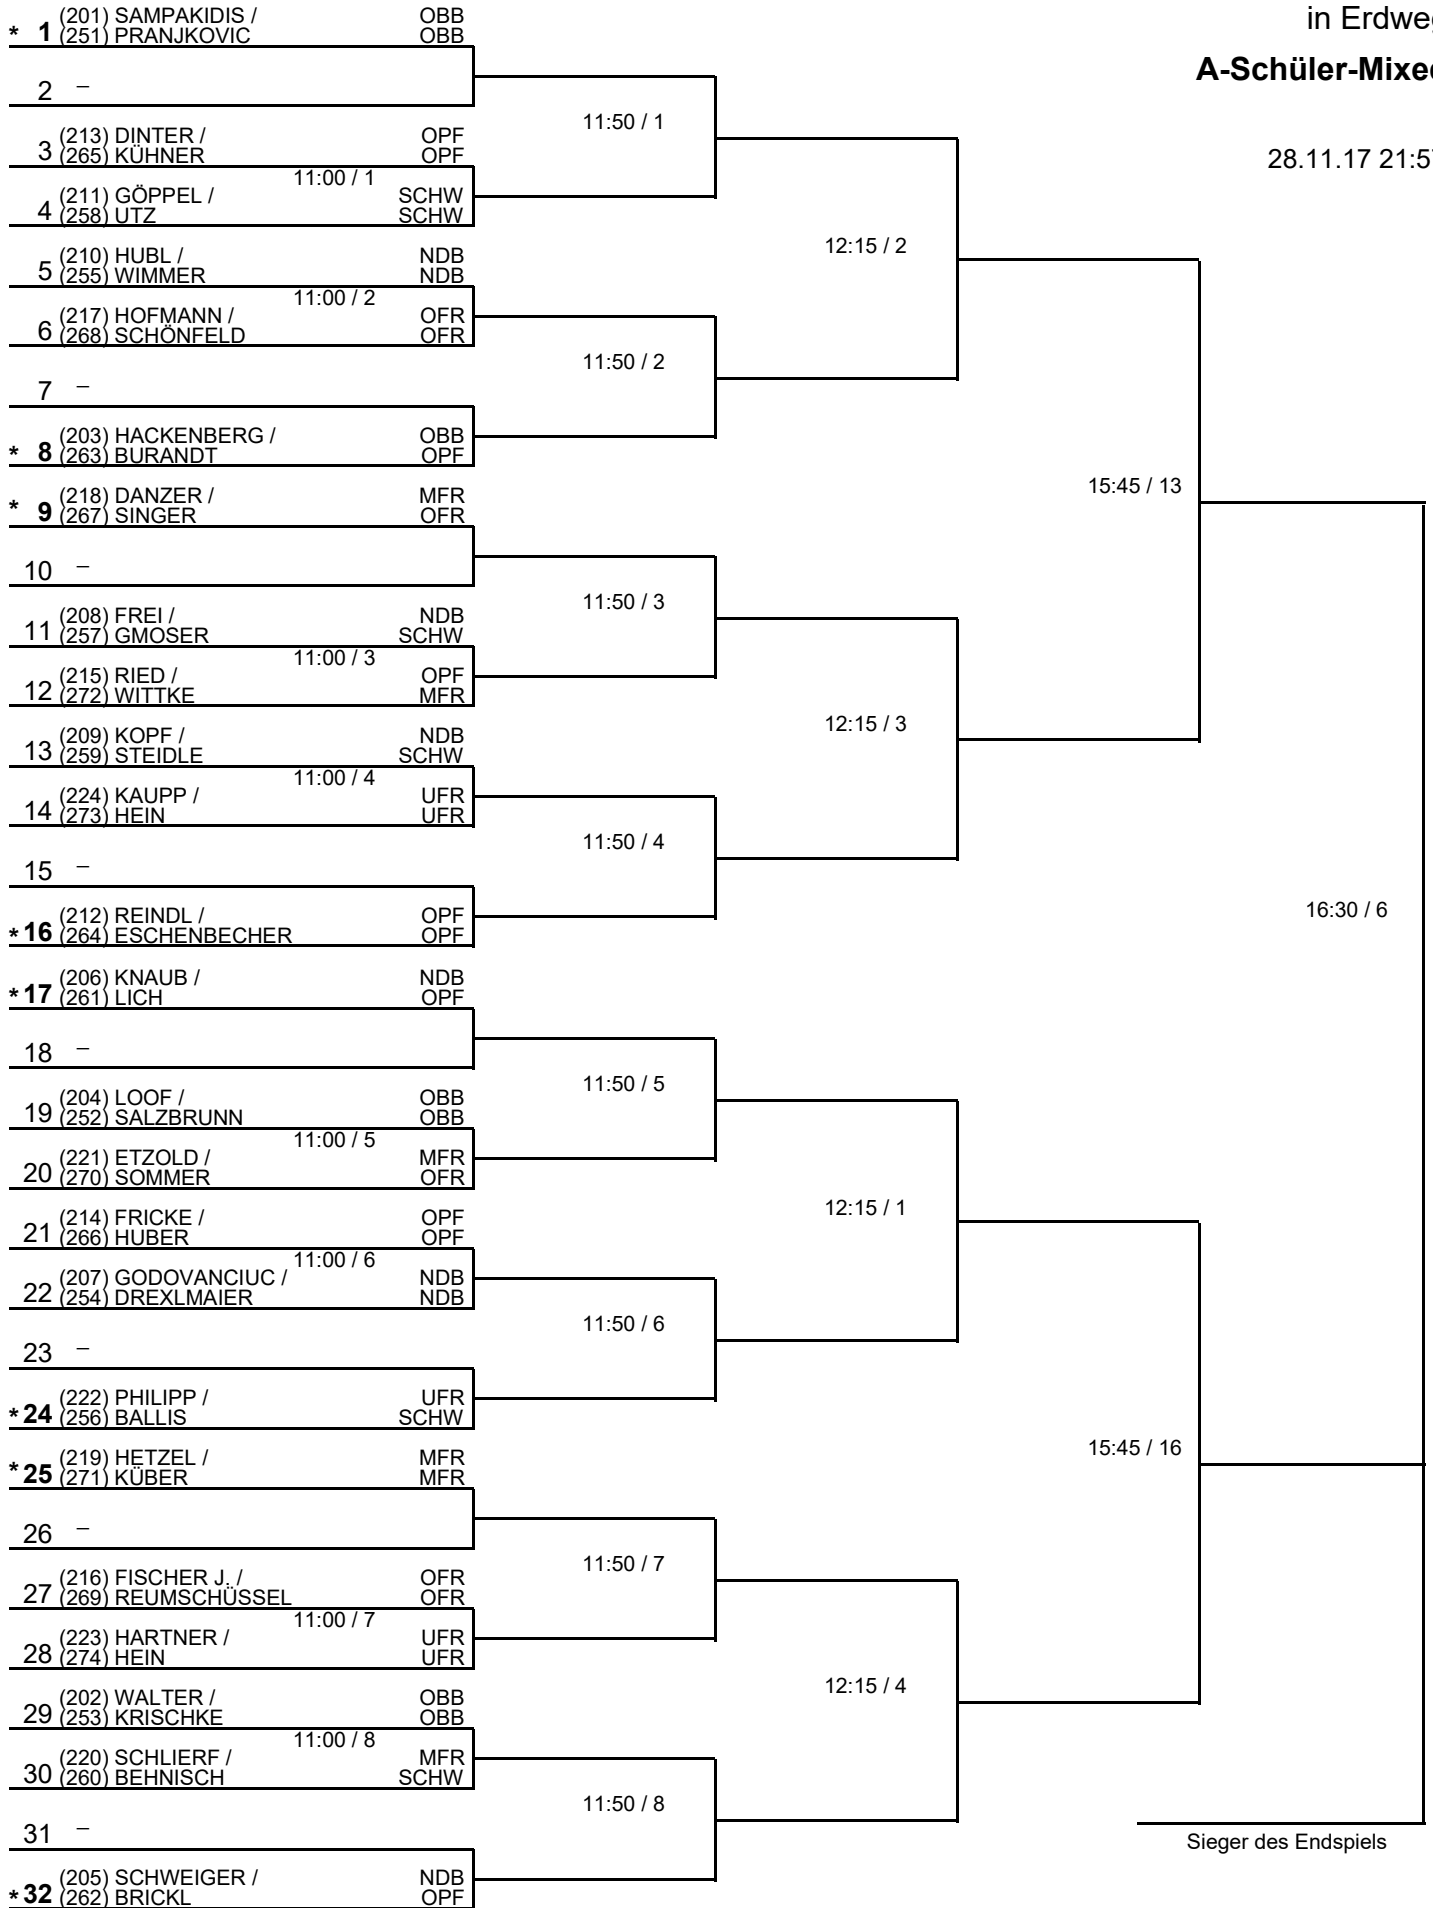 in Erdweg
A-Schüler-Mixed
28.11.17 21:57
(201) SAMPAKIDIS / OBB
* 1 (251) PRANJKOVIC OBB
2 –
11:50 / 1
(213) DINTER / OPF
3 (265) KÜHNER OPF
11:00 / 1
(211) GÖPPEL / SCHW
4 (258) UTZ SCHW
12:15 / 2
(210) HUBL / NDB
5 (255) WIMMER NDB
11:00 / 2
(217) HOFMANN / OFR
6 (268) SCHÖNFELD OFR
11:50 / 2
7 –
(203) HACKENBERG / OBB
* 8 (263) BURANDT OPF
15:45 / 13
(218) DANZER / MFR
* 9 (267) SINGER OFR
10 –
11:50 / 3
(208) FREI / NDB
11 (257) GMOSER SCHW
11:00 / 3
(215) RIED / OPF
12 (272) WITTKE MFR
12:15 / 3
(209) KOPF / NDB
13 (259) STEIDLE SCHW
11:00 / 4
(224) KAUPP / UFR
14 (273) HEIN UFR
11:50 / 4
15 –
16:30 / 6
(212) REINDL / OPF
* 16 (264) ESCHENBECHER OPF
(206) KNAUB / NDB
* 17 (261) LICH OPF
18 –
11:50 / 5
(204) LOOF / OBB
19 (252) SALZBRUNN OBB
11:00 / 5
(221) ETZOLD / MFR
20 (270) SOMMER OFR
12:15 / 1
(214) FRICKE / OPF
21 (266) HUBER OPF
11:00 / 6
(207) GODOVANCIUC / NDB
22 (254) DREXLMAIER NDB
11:50 / 6
23 –
(222) PHILIPP / UFR
* 24 (256) BALLIS SCHW
15:45 / 16
(219) HETZEL / MFR
* 25 (271) KÜBER MFR
26 –
11:50 / 7
(216) FISCHER J. / OFR
27 (269) REUMSCHÜSSEL OFR
11:00 / 7
(223) HARTNER / UFR
28 (274) HEIN UFR
12:15 / 4
(202) WALTER / OBB
29 (253) KRISCHKE OBB
11:00 / 8
(220) SCHLIERF / MFR
30 (260) BEHNISCH SCHW
11:50 / 8
31 –
Sieger des Endspiels
(205) SCHWEIGER / NDB
* 32 (262) BRICKL OPF